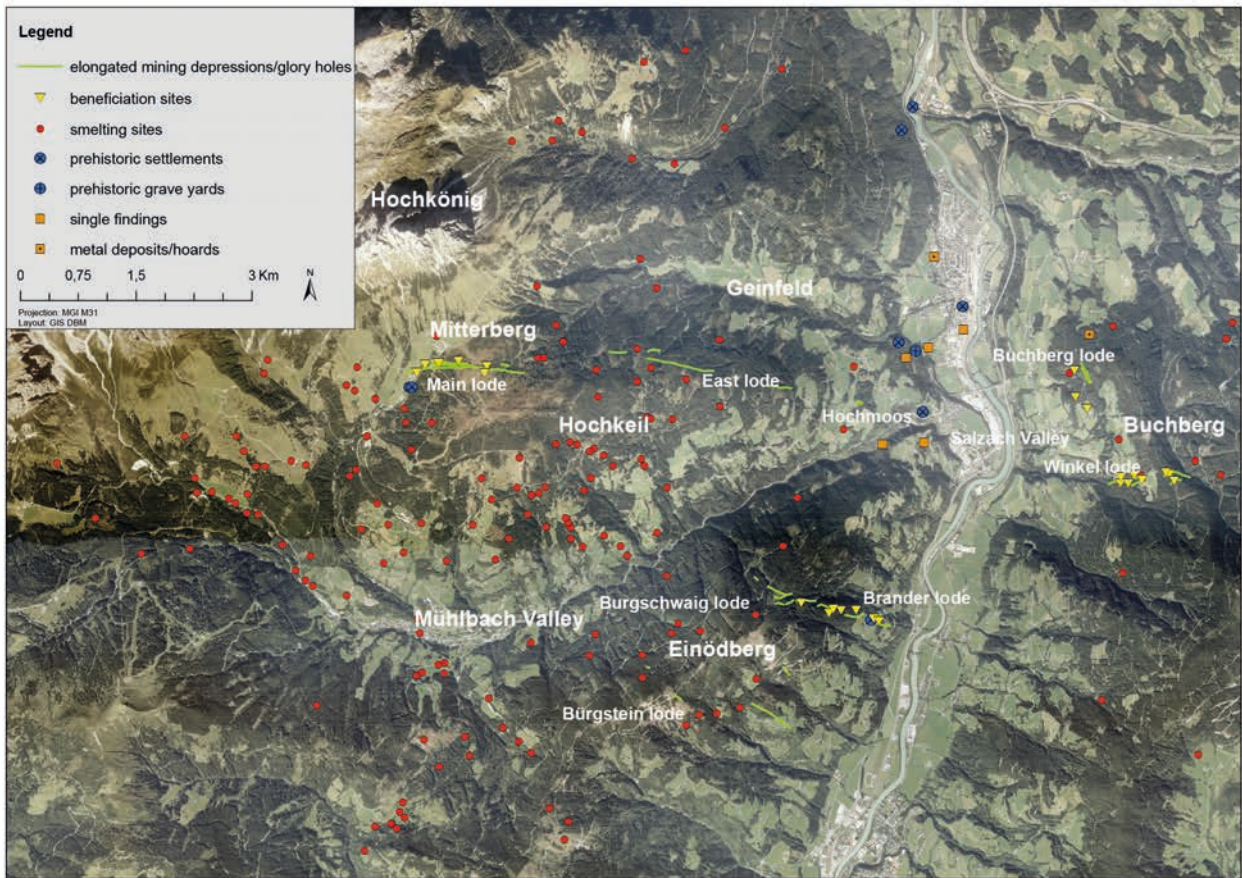 Legend
elongated mining depressions/glory holes
beneficiation sites
smelting sites
prehistoric settlements
prehistoric grave yards
single findings
metal deposits/hoards
0 0,75 1,5 3 Km
N
Projection: MGI M31
Layout: GIS DBM
Hochkönig
Geinfeld
Mitterberg
Buchberg lode
Main lode
East lode
Hochmoos
Hochkeil
Buchberg
Salzach Valley
Winkel lode
Burgschwaig lode
Brander lode
Mühlbach Valley
Einödberg
Bürgstein lode